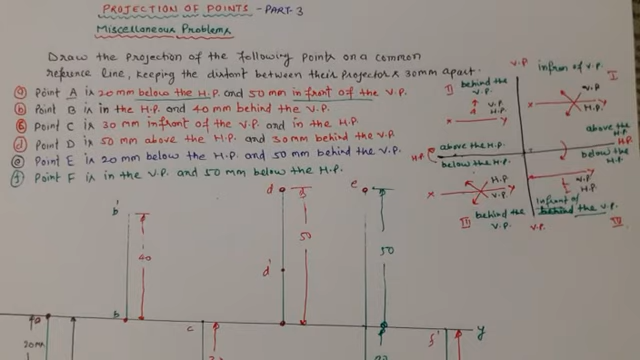 PROJECTION OF POINTS - PART-3
Miscellaneous Problems
Draw the projection of the following points on a common
reference line, keeping the distant between their projectors 30mm apart.
(a) Point A is 20mm below the H.P. and 50mm infront of the V.P.
(b) Point B is in the H.P. and 40mm behind the V.P.
Point C is 30mm infront of the V.P. and in the H.P.
(d) Point D is 50mm above the H.P. and 30mm behind the V.P.
(e) Point E is 20mm below the H.P. and 50mm behind the V.P.
(f) Point F is in the V.P. and 50mm below the H.P.
V.P
II behind the V.P.
infron of V.P. I
V.P.
H.P.
x y
V.P
H.P.
x y
above the H.P.
H.P.
below the H.P.
above the H.P.
H.P
below the H.P.
x y
H.P.
V.P.
x y
V.P.
H.P.
III behind the V.P.
V.P.
infront of behind the V.P.
IV
b'
40
b
d
50
d'
e
50
c
f'
y
20mm